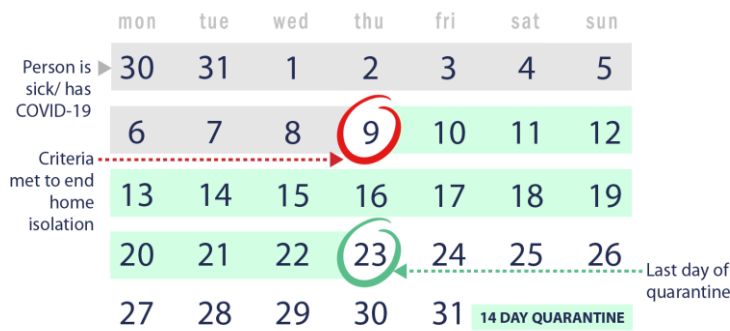 mon tue wed thu fri sat sun
Person is
sick/ has
COVID-19
30 31 1 2 3 4 5
6 7 8 9 10 11 12
Criteria
met to end
home
isolation
13 14 15 16 17 18 19
20 21 22 23 24 25 26
Last day of
quarantine
27 28 29 30 31
14 DAY QUARANTINE